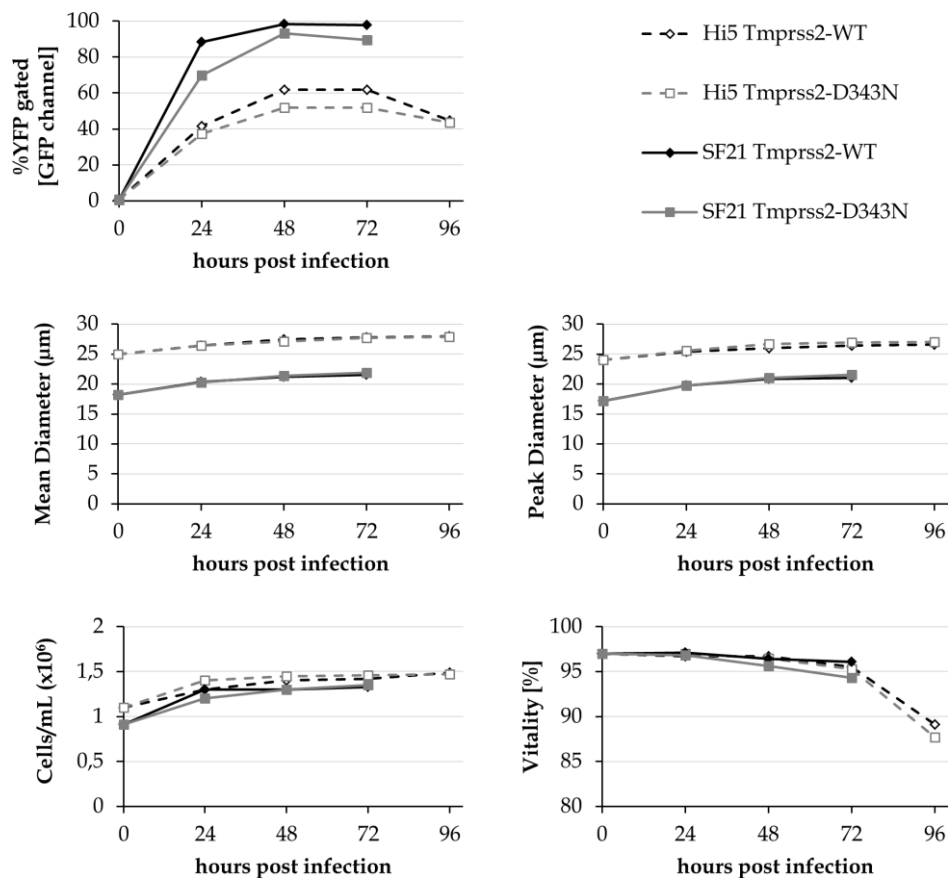 %YFP gated
[GFP channel]
100
80
60
40
20
0
0 24 48 72 96
hours post infection
Hi5 Tmprss2-WT
Hi5 Tmprss2-D343N
SF21 Tmprss2-WT
SF21 Tmprss2-D343N
Mean Diameter (µm)
30
25
20
15
10
5
0
0 24 48 72 96
hours post infection
Peak Diameter (µm)
30
25
20
15
10
5
0
0 24 48 72 96
hours post infection
Cells/mL (x10⁶)
2
1,5
1
0,5
0
0 24 48 72 96
hours post infection
Vitality [%]
100
95
90
85
80
0 24 48 72 96
hours post infection